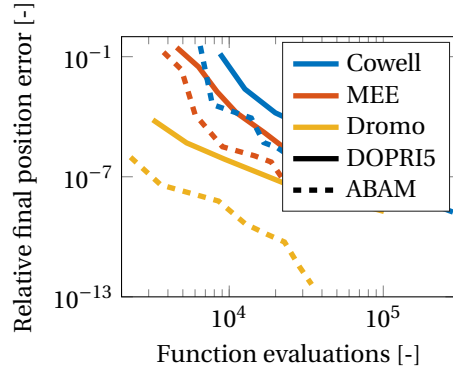 Relative final position error [-]
10^-1
10^-7
10^-13
Cowell
MEE
Dromo
DOPRI5
ABAM
10^4
10^5
Function evaluations [-]